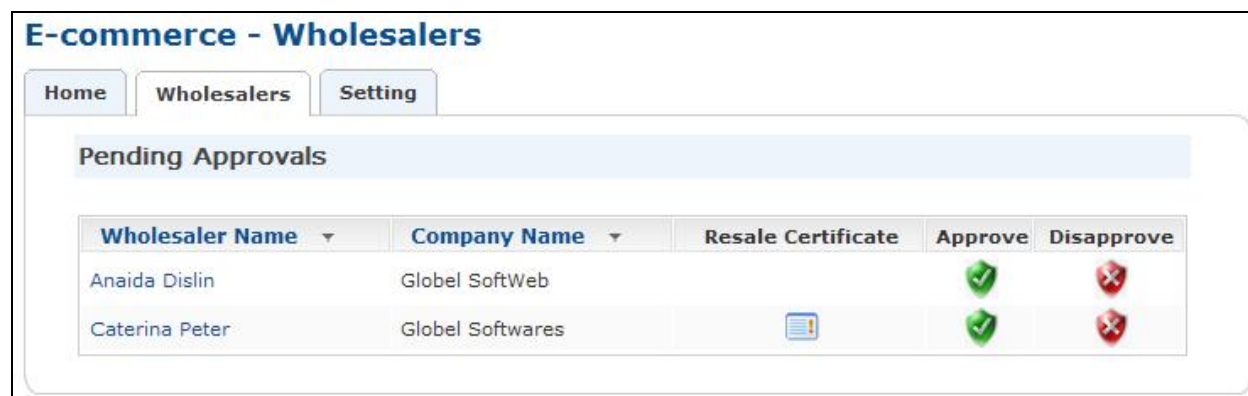 E-commerce - Wholesalers
Home Wholesalers Setting
Pending Approvals
Wholesaler Name Company Name Resale Certificate Approve Disapprove
Anaida Dislin Globel SoftWeb
Caterina Peter Globel Softwares